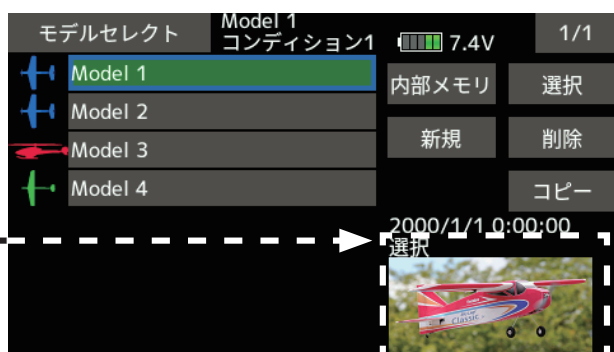 モデルセレクト
Model 1
コンディション1
7.4V
1/1
Model 1
Model 2
Model 3
Model 4
内部メモリ
選択
新規
削除
コピー
2000/1/1 0:00:00
選択
Classic